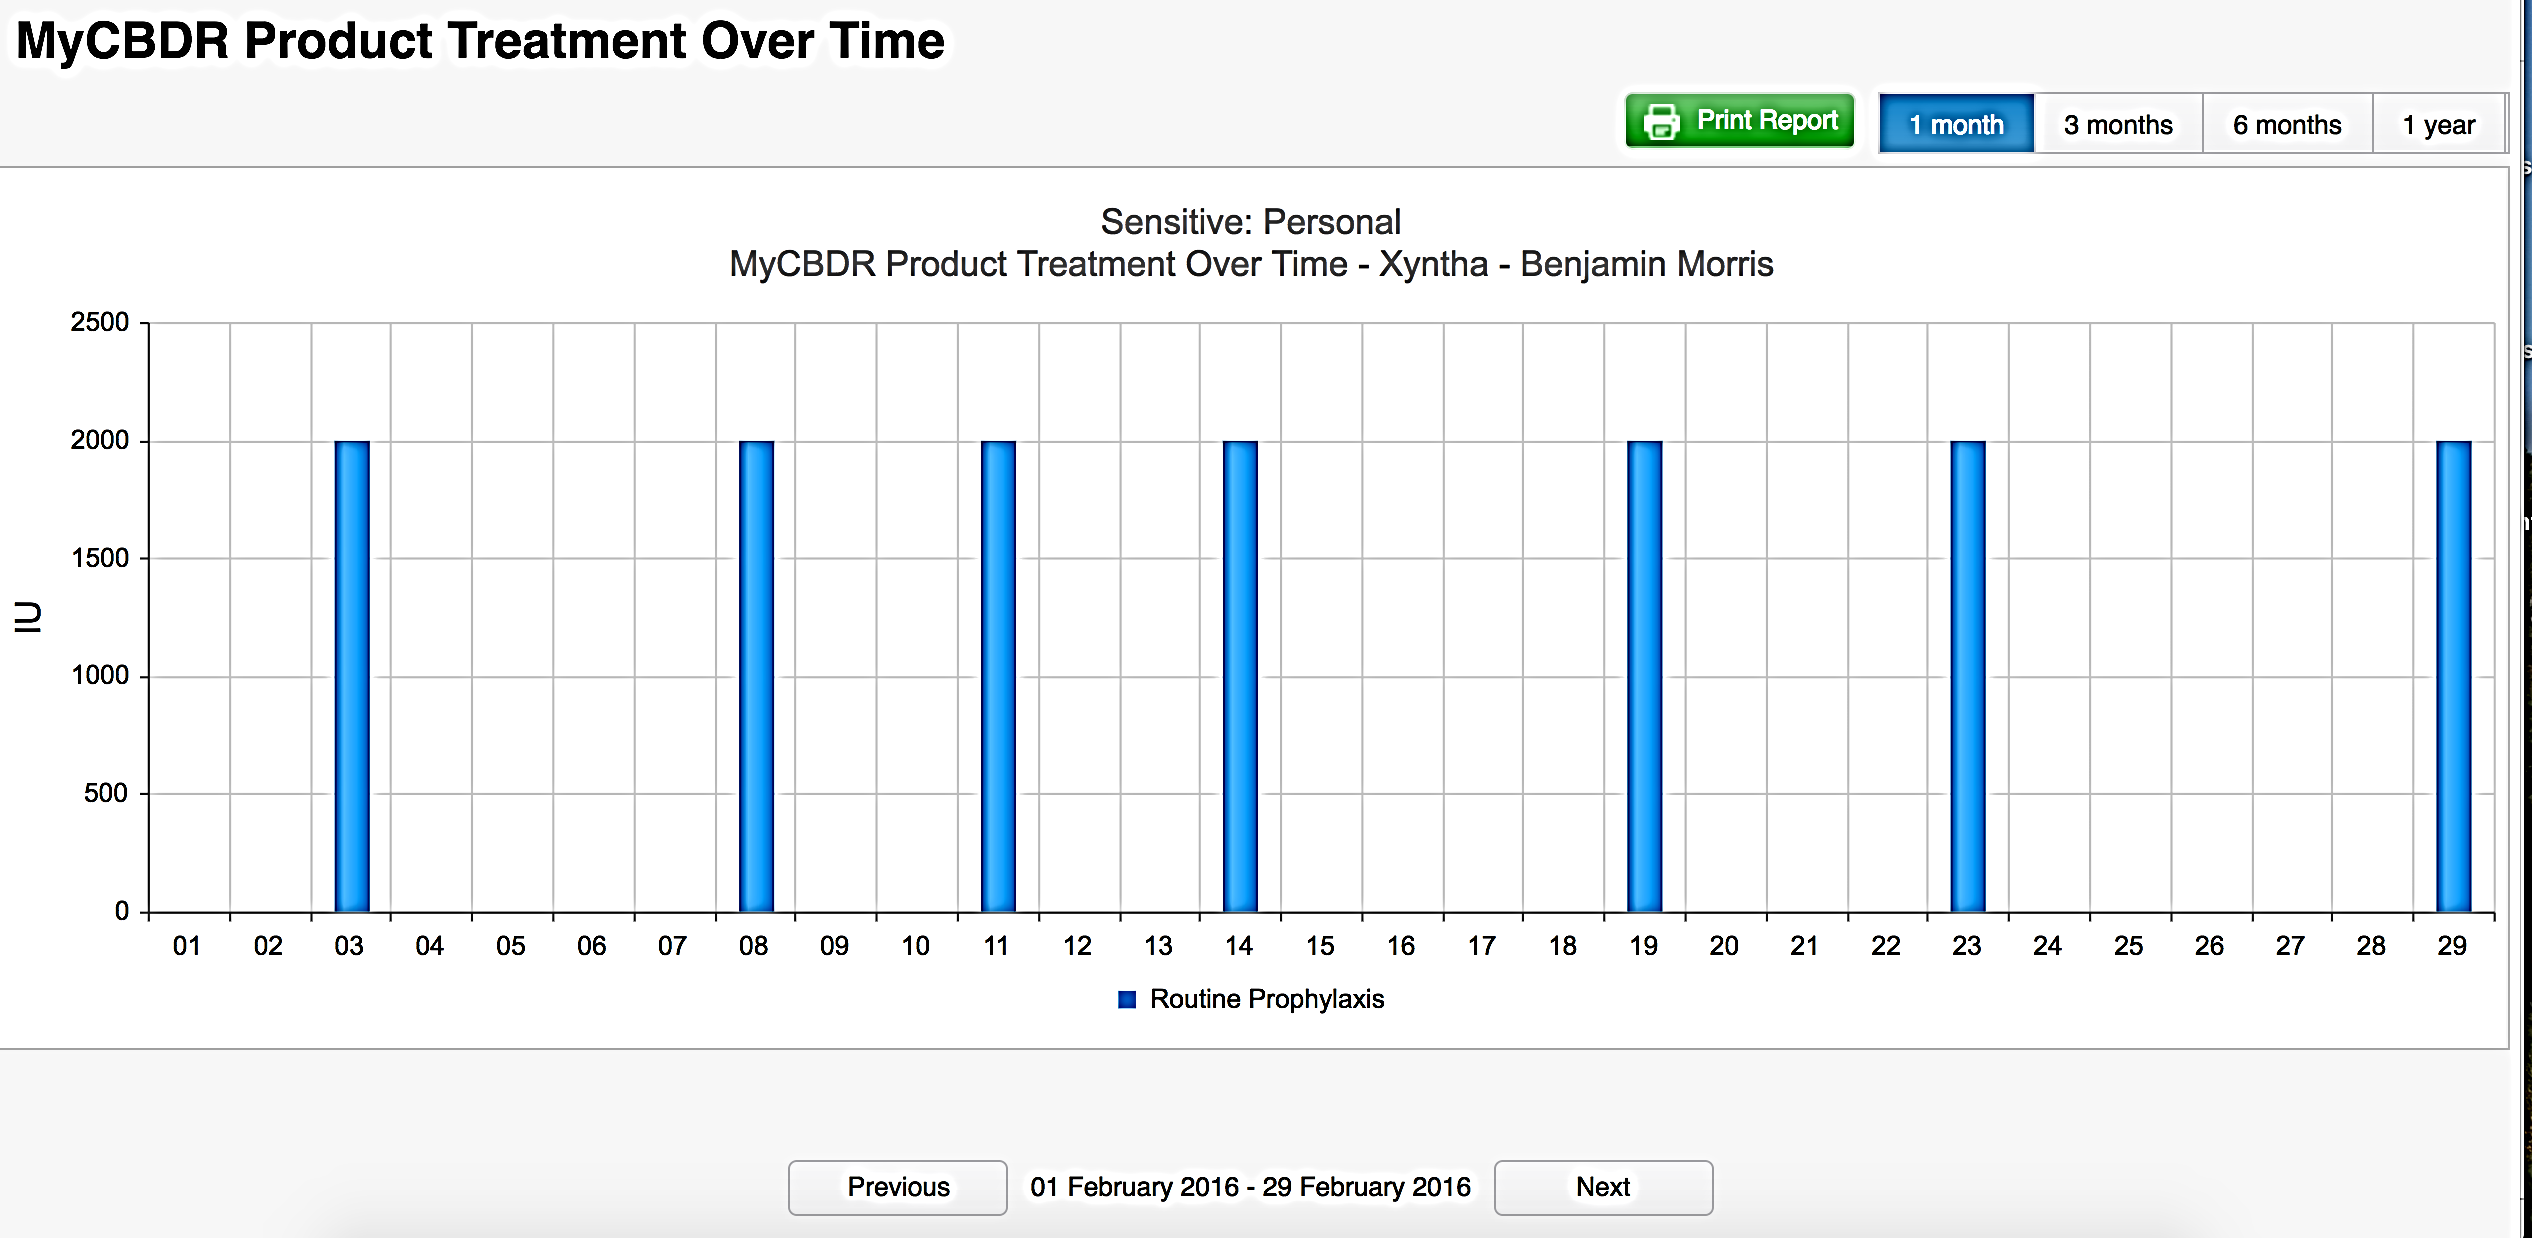 MyCBDR Product Treatment Over Time
Print Report
1 month
3 months
6 months
1 year
Sensitive: Personal
MyCBDR Product Treatment Over Time - Xyntha - Benjamin Morris
2500
2000
1500
1000
500
0
IU
01 02 03 04 05 06 07 08 09 10 11 12 13 14 15 16 17 18 19 20 21 22 23 24 25 26 27 28 29
Routine Prophylaxis
Previous
01 February 2016 - 29 February 2016
Next